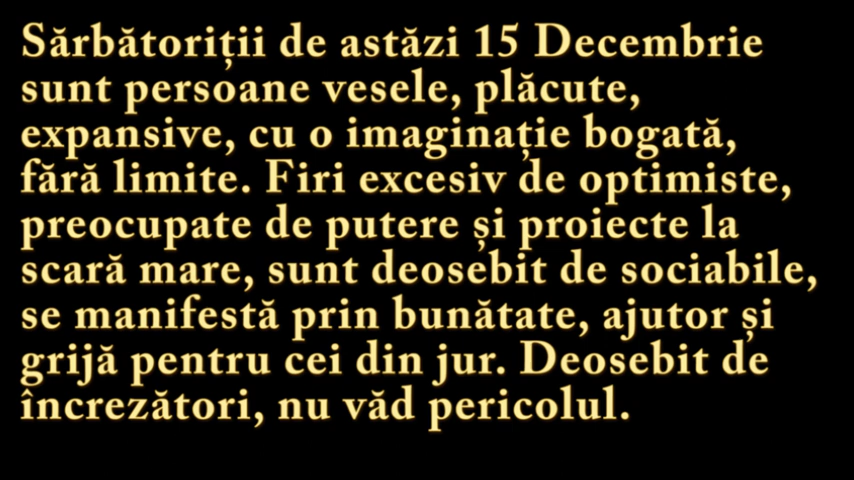 Sărbătoriții de astăzi 15 Decembrie
sunt persoane vesele, plăcute,
expansive, cu o imaginație bogată,
fără limite. Firi excesiv de optimiste,
preocupate de putere și proiecte la
scară mare, sunt deosebit de sociabile,
se manifestă prin bunătate, ajutor și
grijă pentru cei din jur. Deosebit de
încrezători, nu văd pericolul.